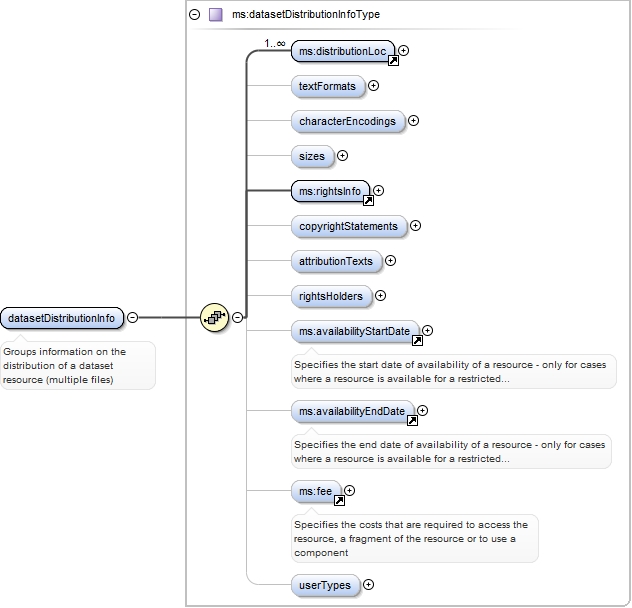 ms:datasetDistributionInfoType
1..∞
ms:distributionLoc
textFormats
characterEncodings
sizes
ms:rightsInfo
copyrightStatements
attributionTexts
rightsHolders
datasetDistributionInfo
Groups information on the
distribution of a dataset
resource (multiple files)
ms:availabilityStartDate
Specifies the start date of availability of a resource - only for cases
where a resource is available for a restricted...
ms:availabilityEndDate
Specifies the end date of availability of a resource - only for cases
where a resource is available for a restricted...
ms:fee
Specifies the costs that are required to access the
resource, a fragment of the resource or to use a
component
userTypes